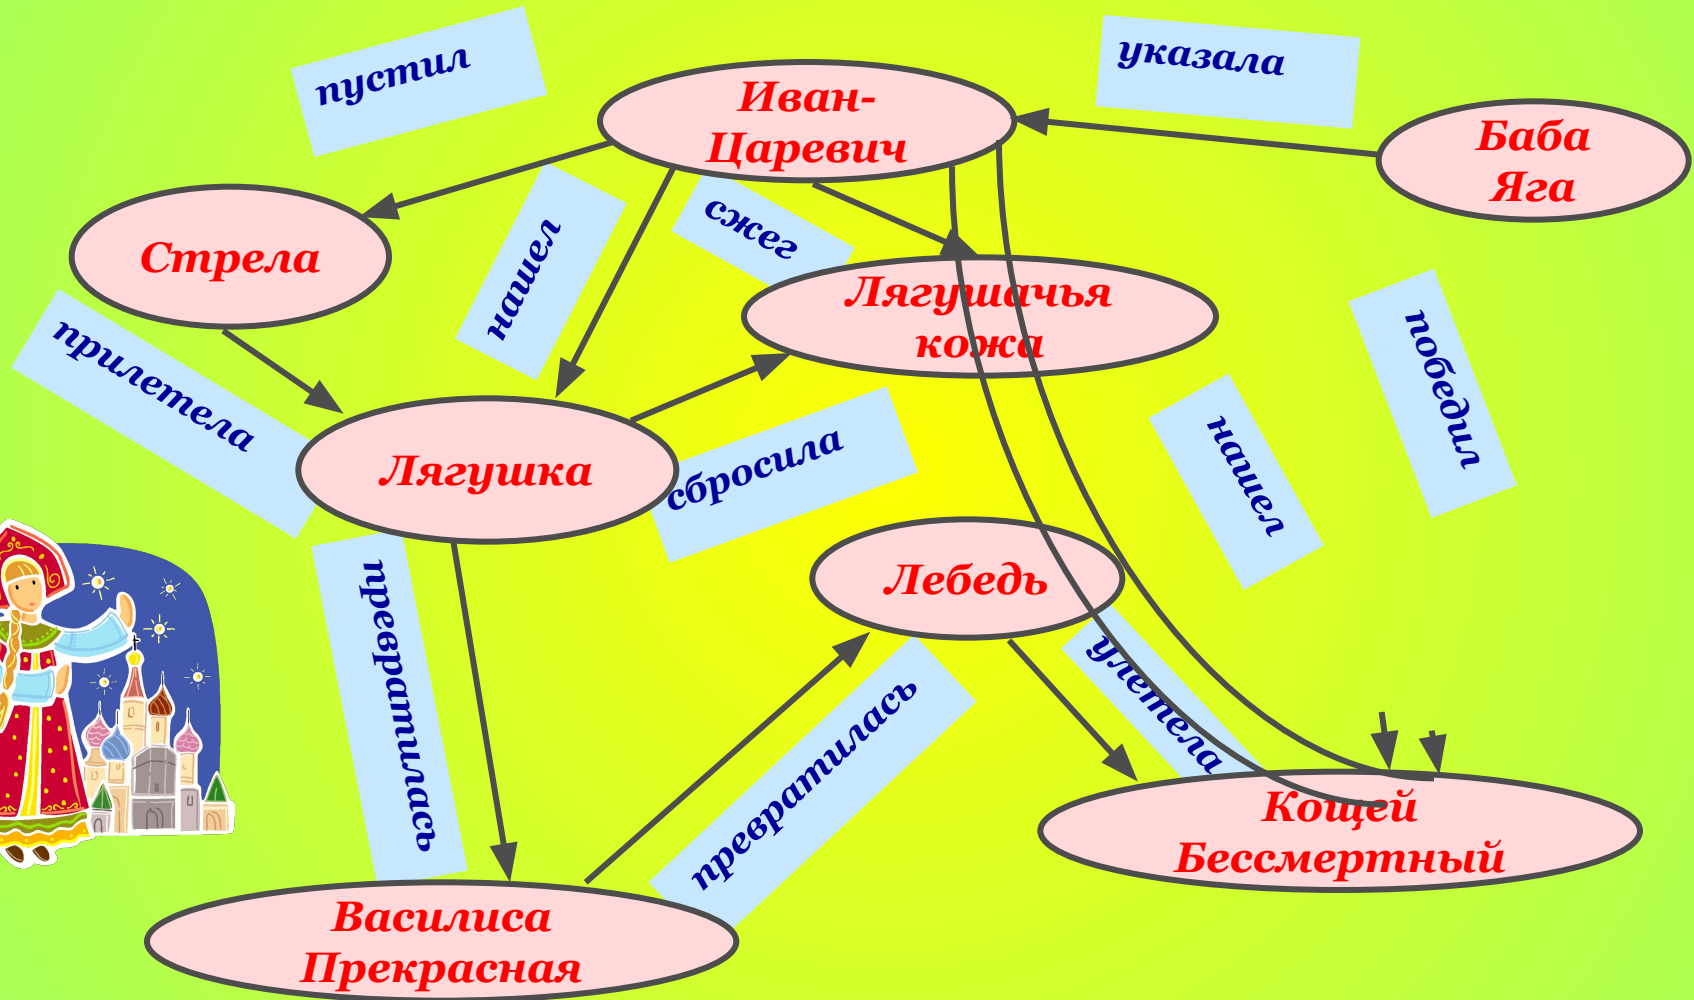 пустил
указала
Иван-
Царевич
Баба
Яга
Стрела
нашел
сжег
Лягушачья
кожа
прилетела
победил
нашел
Лягушка
сбросила
Лебедь
превратилась
улетела
превратилась
Кощей
Бессмертный
Василиса
Прекрасная